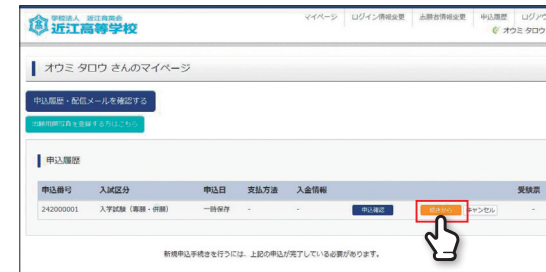 学校法人 近江育英会
近江高等学校
マイページ ログイン情報変更 志願者情報変更 申込履歴 ログアウ
オウミ タロウ
オウミ タロウ さんのマイページ
申込履歴・配信メールを確認する
出願用顔写真を登録する方はこちら
申込履歴
申込番号 入試区分 申込日 支払方法 入金情報 受験票
242000001 入学試験(専願・併願) 一時保存 - - 申込確認 続きから キャンセル -
新規申込手続きを行うには、上記の申込が完了している必要があります。